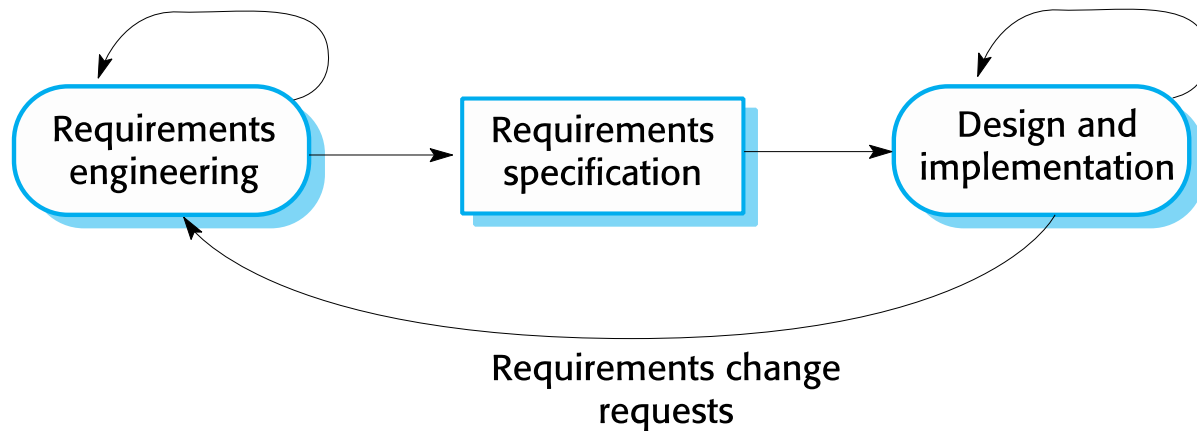 Requirements
engineering
Requirements
specification
Design and
implementation
Requirements change
requests